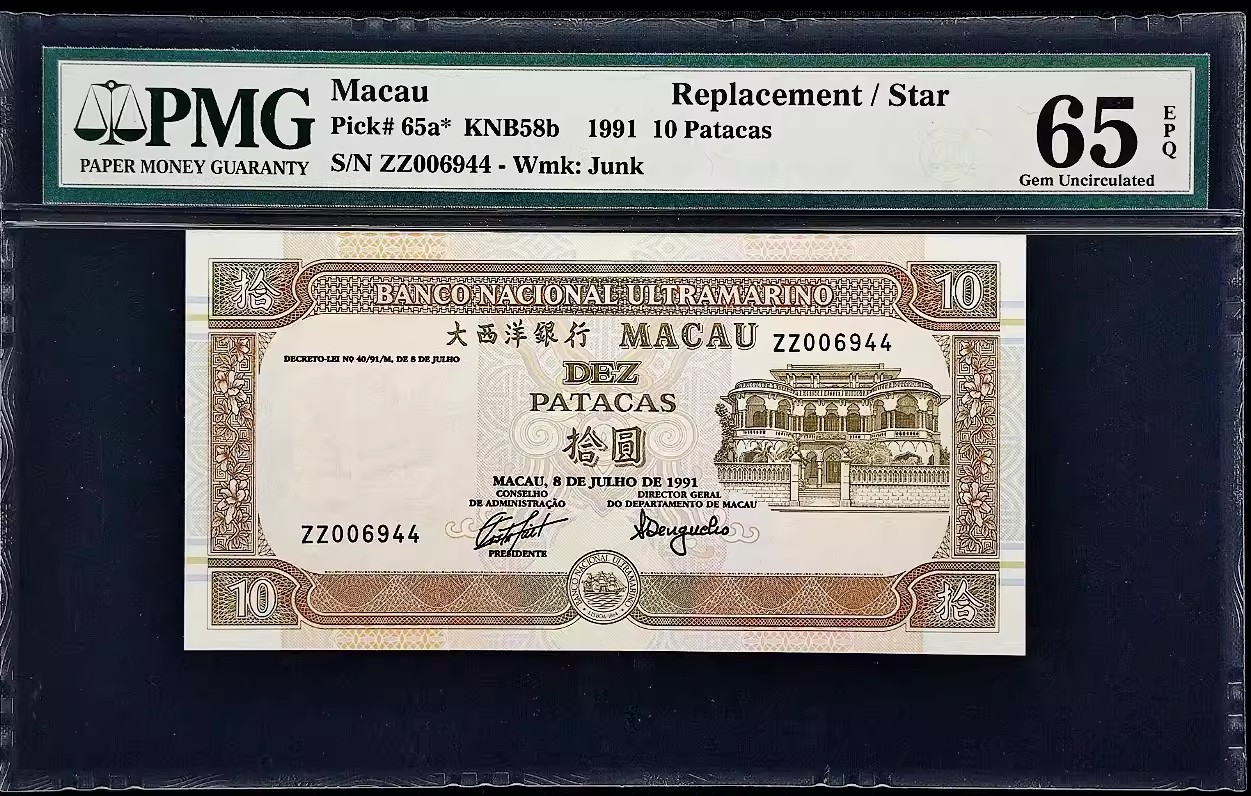 PMG
PAPER MONEY GUARANTY
Macau
Replacement / Star
Pick# 65a* KNB58b 1991 10 Patacas
S/N ZZ006944 - Wmk: Junk
65
EPQ
Gem Uncirculated
拾
BANCO NACIONAL ULTRAMARINO
10
大西洋銀行 MACAU ZZ006944
DECRETO-LEI Nº 40/91/M, DE 8 DE JULHO
DEZ
PATACAS
拾圓
MACAU, 8 DE JULHO DE 1991
CONSELHO
DE ADMINISTRAÇÃO
DIRECTOR GERAL
DO DEPARTAMENTO DE MACAU
ZZ006944
PRESIDENTE
10
BANCO NACIONAL ULTRAMARINO
拾